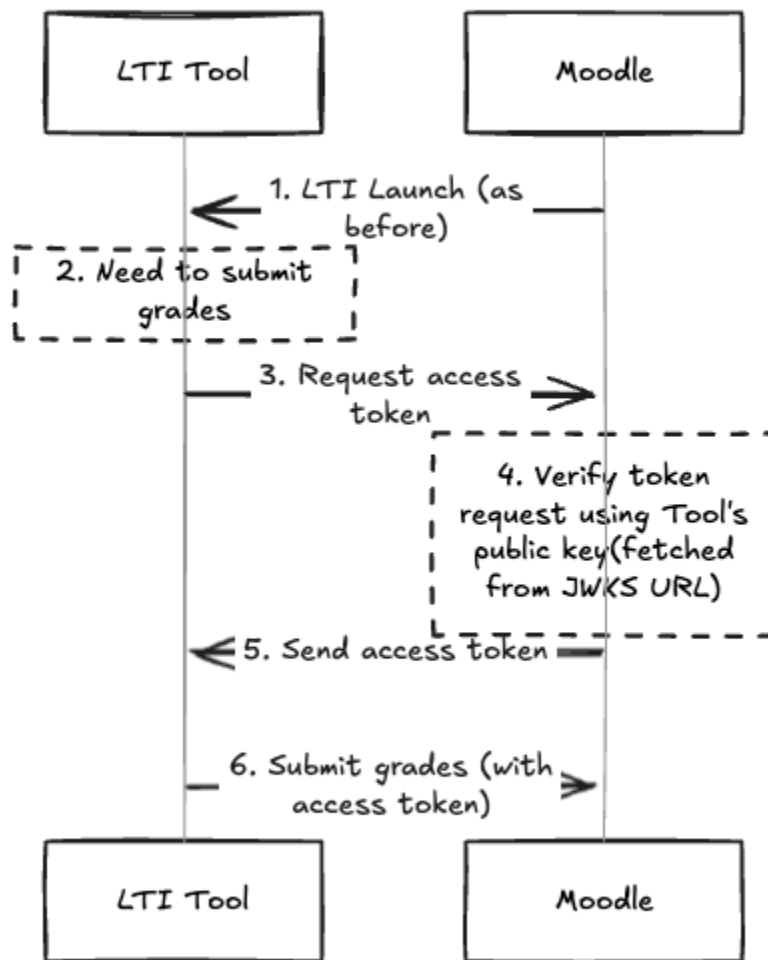 LTI Tool
Moodle
1. LTI Launch (as
before)
2. Need to submit
grades
3. Request access
token
4. Verify token
request using Tool's
public key(fetched
from JWKS URL)
5. Send access token
6. Submit grades (with
access token)
LTI Tool
Moodle